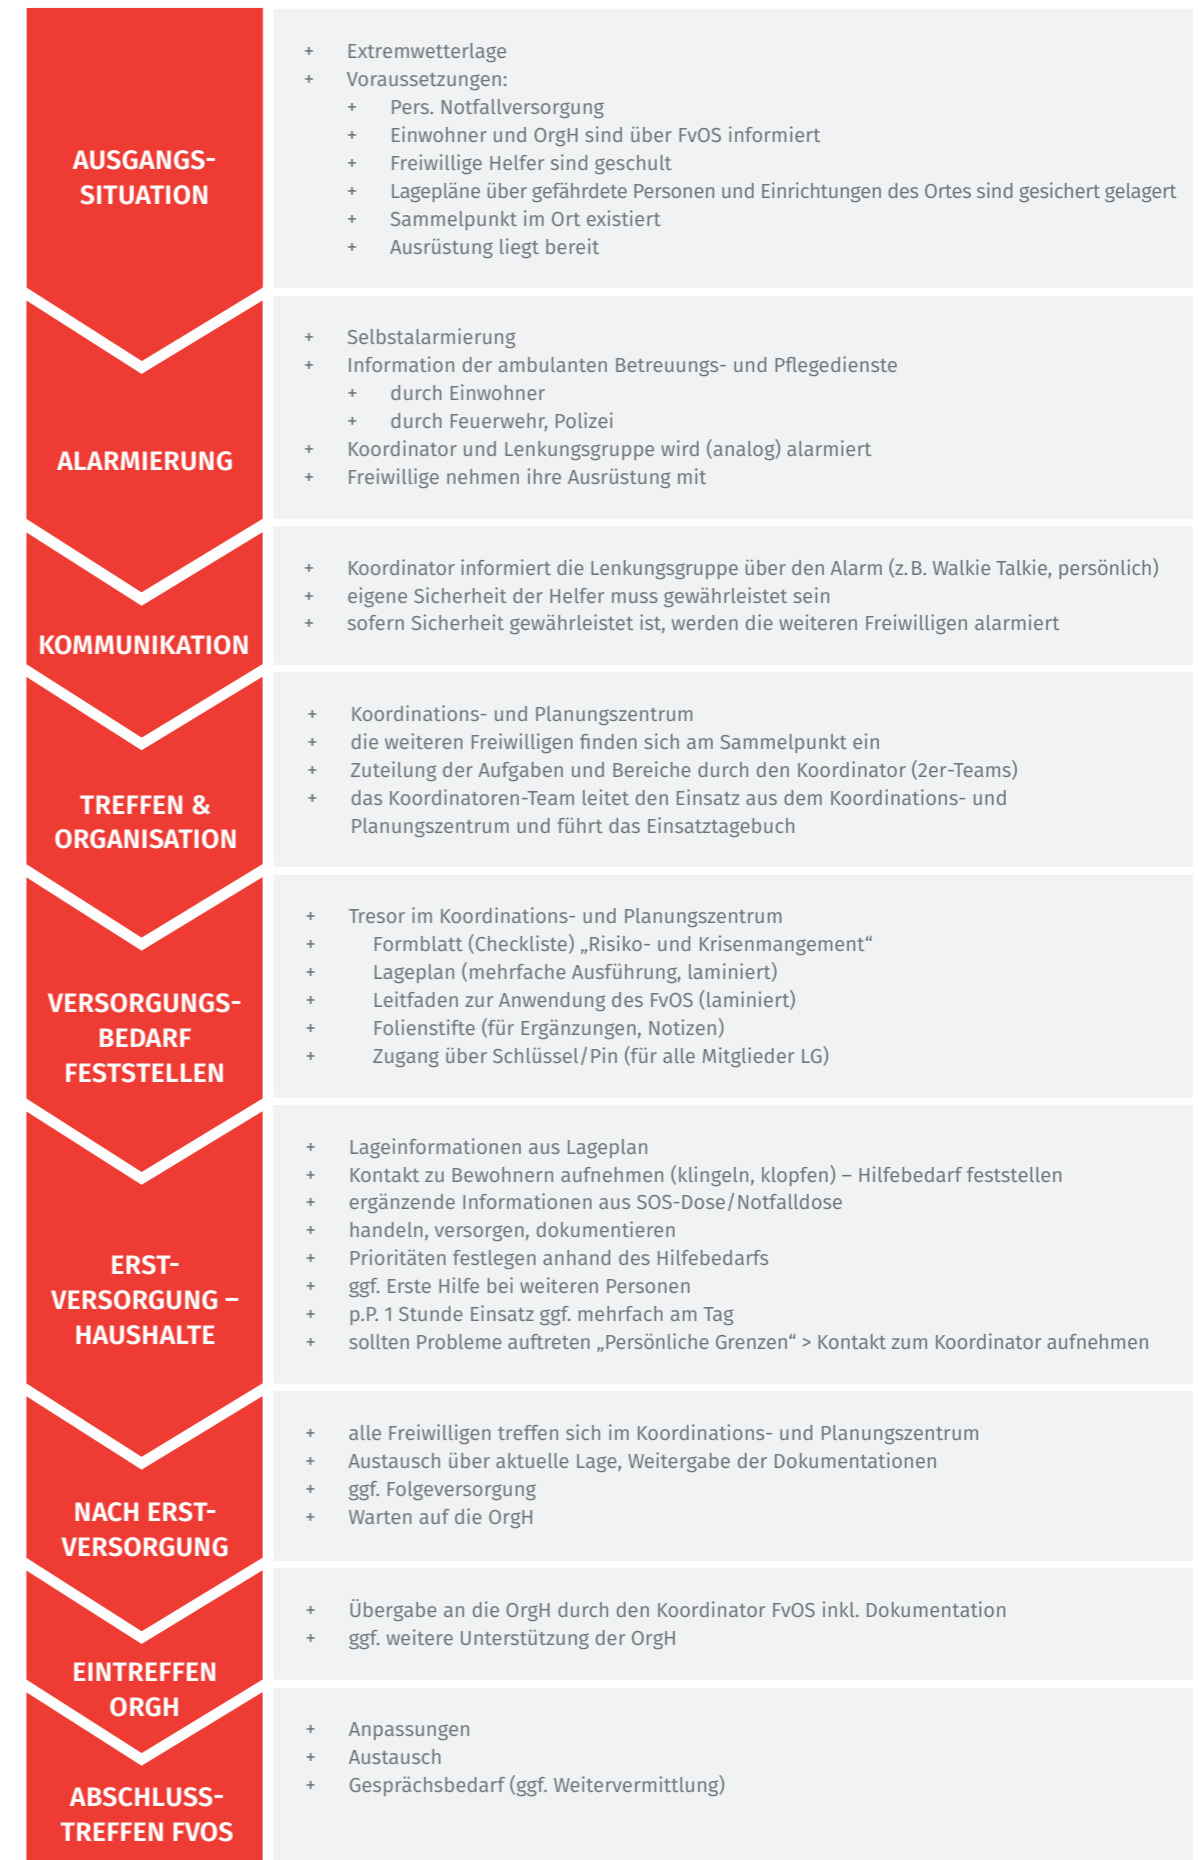 AUSGANGS-
SITUATION
+ Extremwetterlage
+ Voraussetzungen:
+ Pers. Notfallversorgung
+ Einwohner und OrgH sind über FvOS informiert
+ Freiwillige Helfer sind geschult
+ Lagepläne über gefährdete Personen und Einrichtungen des Ortes sind gesichert gelagert
+ Sammelpunkt im Ort existiert
+ Ausrüstung liegt bereit
ALARMIERUNG
+ Selbstalarmierung
+ Information der ambulanten Betreuungs- und Pflegedienste
+ durch Einwohner
+ durch Feuerwehr, Polizei
+ Koordinator und Lenkungsgruppe wird (analog) alarmiert
+ Freiwillige nehmen ihre Ausrüstung mit
KOMMUNIKATION
+ Koordinator informiert die Lenkungsgruppe über den Alarm (z. B. Walkie Talkie, persönlich)
+ eigene Sicherheit der Helfer muss gewährleistet sein
+ sofern Sicherheit gewährleistet ist, werden die weiteren Freiwilligen alarmiert
TREFFEN &
ORGANISATION
+ Koordinations- und Planungszentrum
+ die weiteren Freiwilligen finden sich am Sammelpunkt ein
+ Zuteilung der Aufgaben und Bereiche durch den Koordinator (2er-Teams)
+ das Koordinatoren-Team leitet den Einsatz aus dem Koordinations- und
Planungszentrum und führt das Einsatztagebuch
VERSORGUNGS-
BEDARF
FESTSTELLEN
+ Tresor im Koordinations- und Planungszentrum
+ Formblatt (Checkliste) „Risiko- und Krisenmangement“
+ Lageplan (mehrfache Ausführung, laminiert)
+ Leitfaden zur Anwendung des FvOS (laminiert)
+ Folienstifte (für Ergänzungen, Notizen)
+ Zugang über Schlüssel/Pin (für alle Mitglieder LG)
ERST-
VERSORGUNG –
HAUSHALTE
+ Lageinformationen aus Lageplan
+ Kontakt zu Bewohnern aufnehmen (klingeln, klopfen) – Hilfebedarf feststellen
+ ergänzende Informationen aus SOS-Dose/Notfalldose
+ handeln, versorgen, dokumentieren
+ Prioritäten festlegen anhand des Hilfebedarfs
+ ggf. Erste Hilfe bei weiteren Personen
+ p.P. 1 Stunde Einsatz ggf. mehrfach am Tag
+ sollten Probleme auftreten „Persönliche Grenzen“ > Kontakt zum Koordinator aufnehmen
NACH ERST-
VERSORGUNG
+ alle Freiwilligen treffen sich im Koordinations- und Planungszentrum
+ Austausch über aktuelle Lage, Weitergabe der Dokumentationen
+ ggf. Folgeversorgung
+ Warten auf die OrgH
EINTREFFEN
ORGH
+ Übergabe an die OrgH durch den Koordinator FvOS inkl. Dokumentation
+ ggf. weitere Unterstützung der OrgH
ABSCHLUSS-
TREFFEN FVOS
+ Anpassungen
+ Austausch
+ Gesprächsbedarf (ggf. Weitervermittlung)